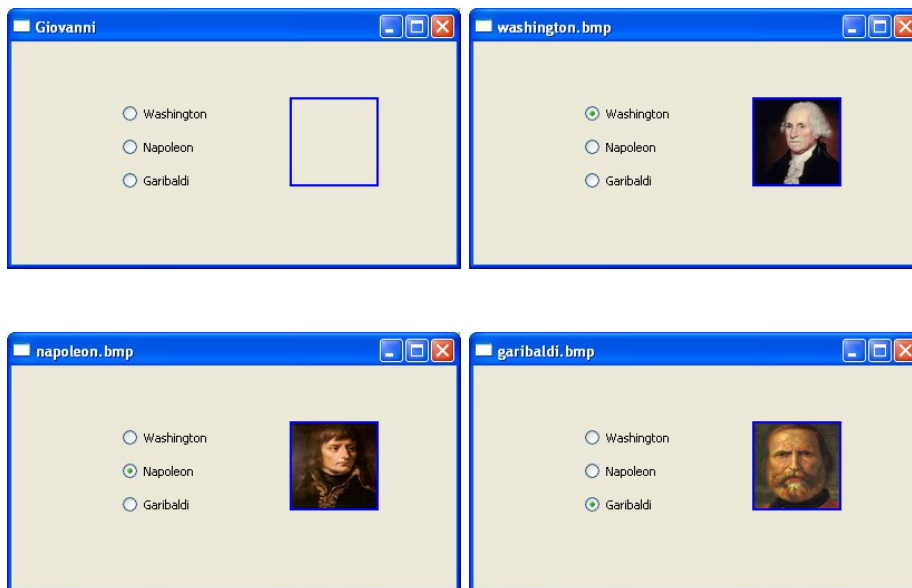 Giovanni
Washington
Napoleon
Garibaldi
washington.bmp
Washington
Napoleon
Garibaldi
napoleon.bmp
Washington
Napoleon
Garibaldi
garibaldi.bmp
Washington
Napoleon
Garibaldi